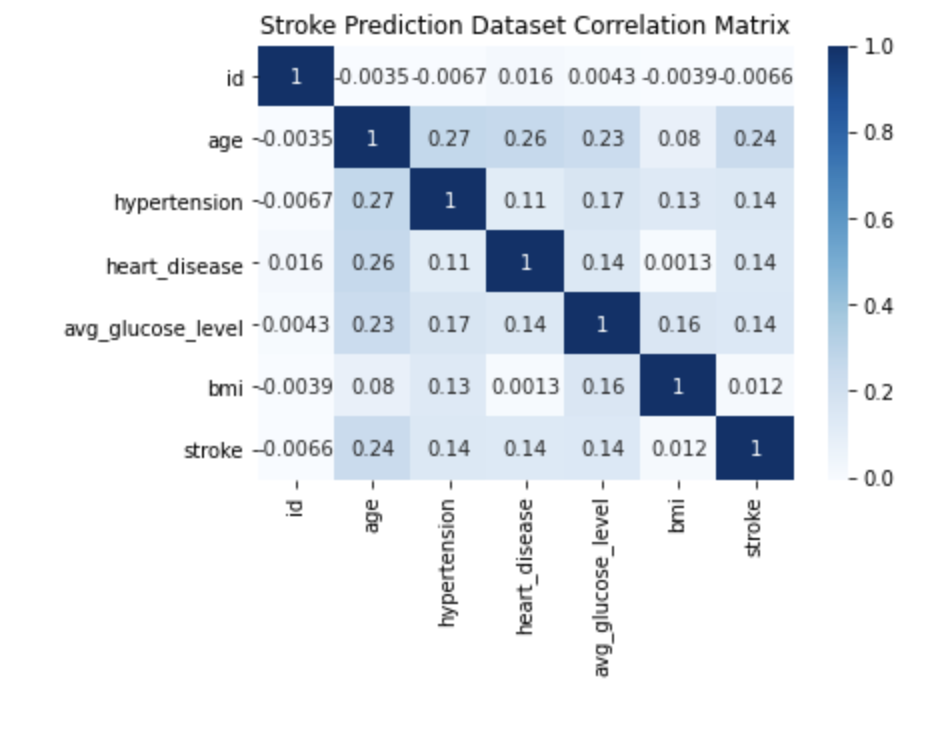 Stroke Prediction Dataset Correlation Matrix
id 1 -0.0035 -0.0067 0.016 0.0043 -0.0039 -0.0066
age -0.0035 1 0.27 0.26 0.23 0.08 0.24
hypertension -0.0067 0.27 1 0.11 0.17 0.13 0.14
heart_disease 0.016 0.26 0.11 1 0.14 0.0013 0.14
avg_glucose_level 0.0043 0.23 0.17 0.14 1 0.16 0.14
bmi -0.0039 0.08 0.13 0.0013 0.16 1 0.012
stroke -0.0066 0.24 0.14 0.14 0.14 0.012 1
id
age
hypertension
heart_disease
avg_glucose_level
bmi
stroke
1.0
0.8
0.6
0.4
0.2
0.0